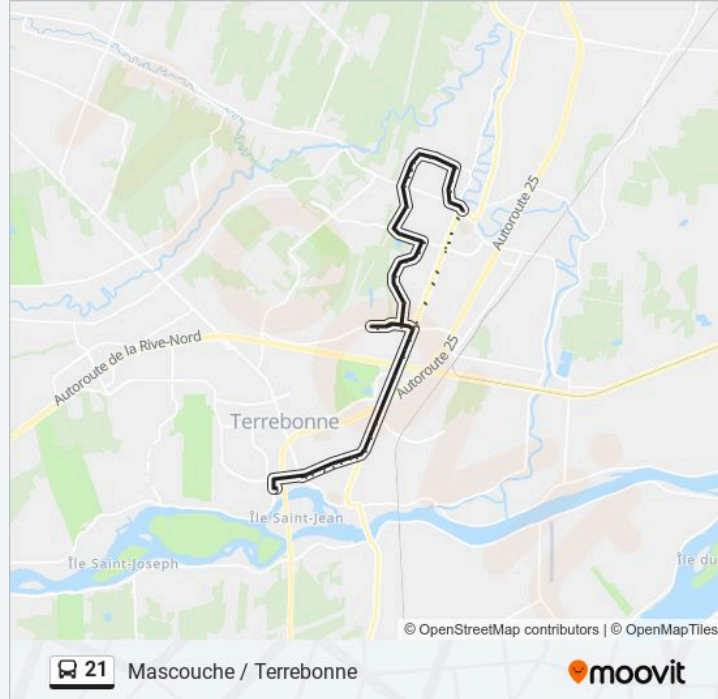 Autoroute 25
Autoroute de la Rive-Nord
Autoroute 25
Terrebonne
Île Saint-Jean
Île Saint-Joseph
Île du
© OpenStreetMap contributors | © OpenMapTiles
21 Mascouche / Terrebonne
moovit